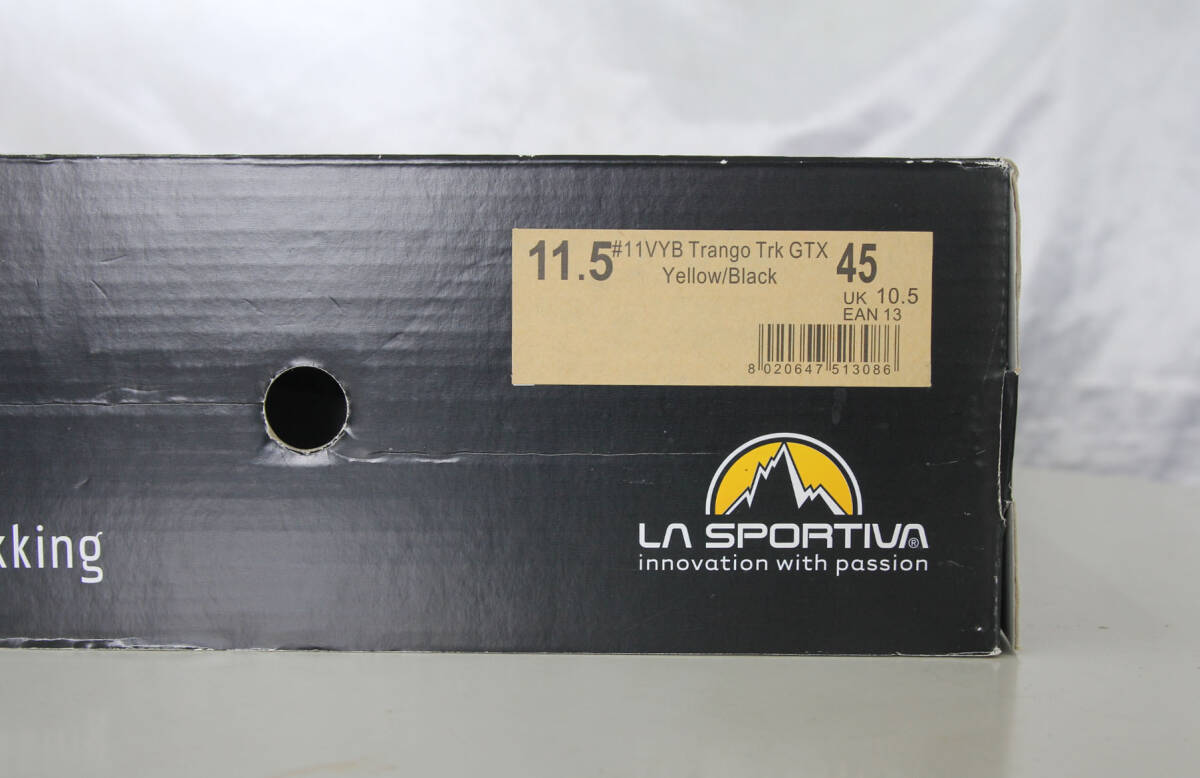 11.5 #11VYB Trango Trk GTX 45
Yellow/Black
UK 10.5
EAN 13
8 020647 513086
LA SPORTIVA®
innovation with passion
kking